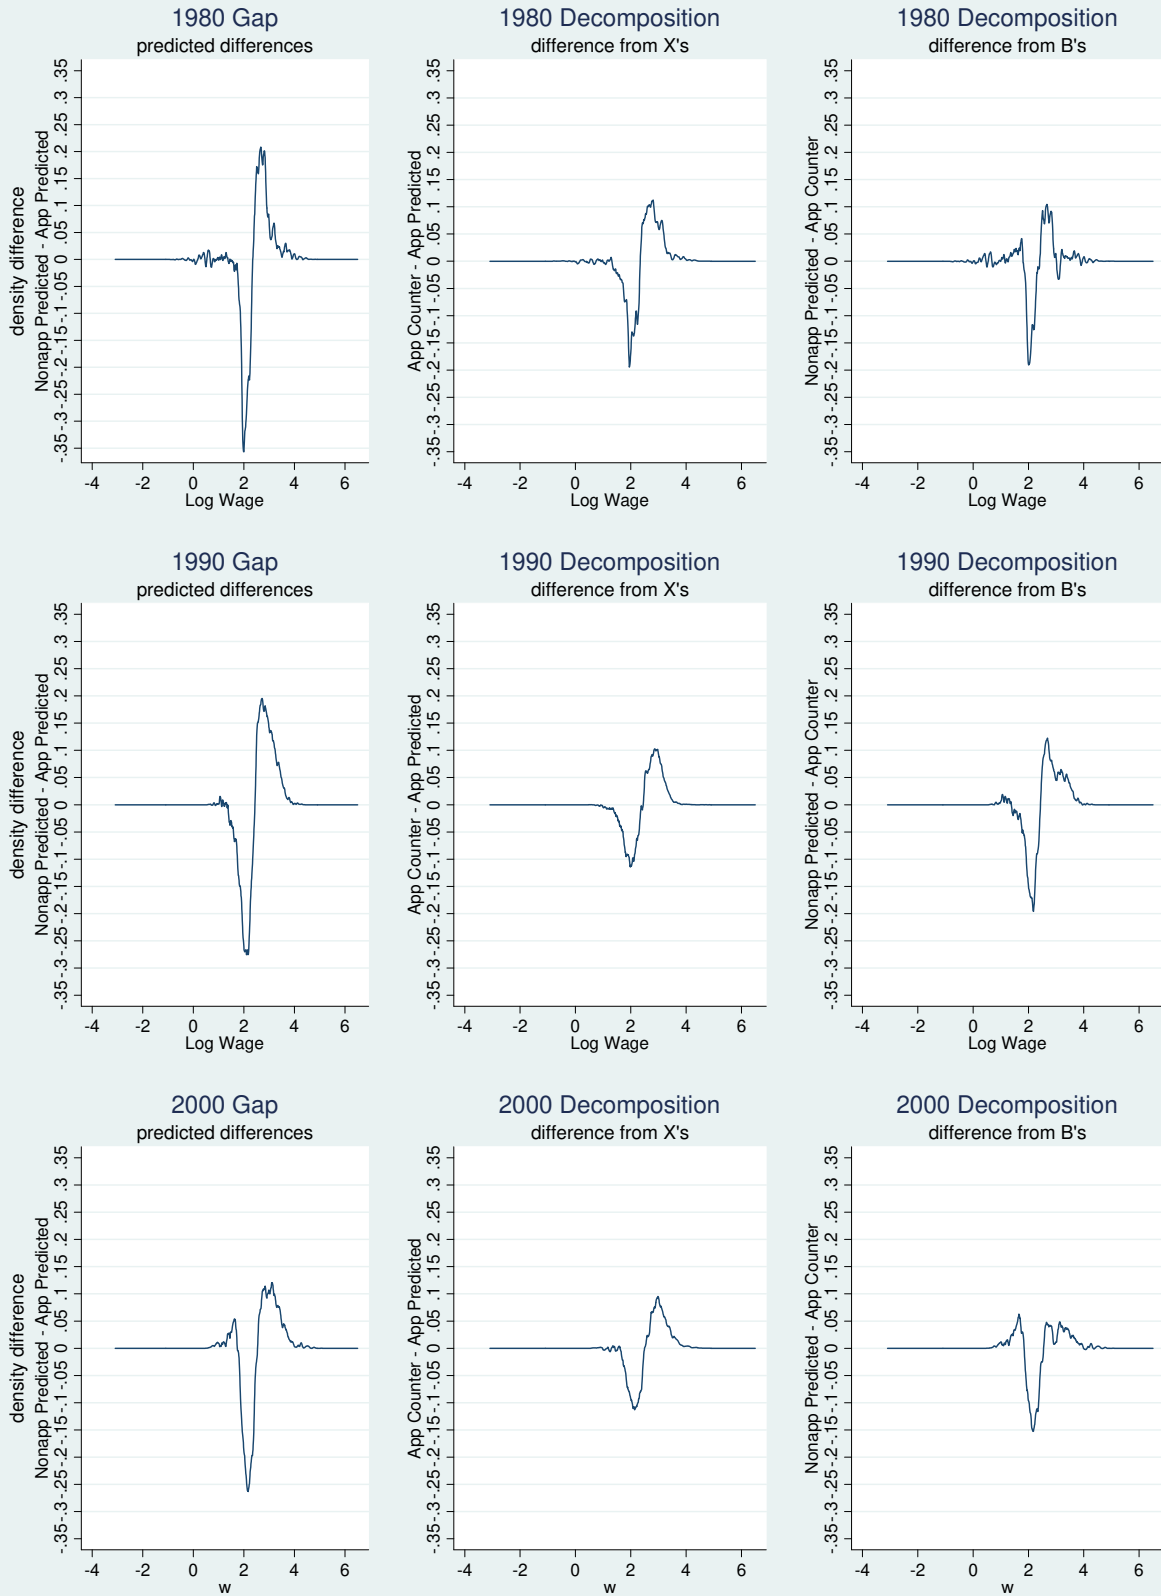 1980 Gap
predicted differences
density difference
Nonapp Predicted - App Predicted
-.35 -.3 -.25 -.2 -.15 -.1 -.05 0 .05 .1 .15 .2 .25 .3 .35
-4 -2 0 2 4 6
Log Wage
1980 Decomposition
difference from X's
App Counter - App Predicted
-.35 -.3 -.25 -.2 -.15 -.1 -.05 0 .05 .1 .15 .2 .25 .3 .35
-4 -2 0 2 4 6
Log Wage
1980 Decomposition
difference from B's
Nonapp Predicted - App Counter
-.35 -.3 -.25 -.2 -.15 -.1 -.05 0 .05 .1 .15 .2 .25 .3 .35
-4 -2 0 2 4 6
Log Wage
1990 Gap
predicted differences
density difference
Nonapp Predicted - App Predicted
-.35 -.3 -.25 -.2 -.15 -.1 -.05 0 .05 .1 .15 .2 .25 .3 .35
-4 -2 0 2 4 6
Log Wage
1990 Decomposition
difference from X's
App Counter - App Predicted
-.35 -.3 -.25 -.2 -.15 -.1 -.05 0 .05 .1 .15 .2 .25 .3 .35
-4 -2 0 2 4 6
Log Wage
1990 Decomposition
difference from B's
Nonapp Predicted - App Counter
-.35 -.3 -.25 -.2 -.15 -.1 -.05 0 .05 .1 .15 .2 .25 .3 .35
-4 -2 0 2 4 6
Log Wage
2000 Gap
predicted differences
density difference
Nonapp Predicted - App Predicted
-.35 -.3 -.25 -.2 -.15 -.1 -.05 0 .05 .1 .15 .2 .25 .3 .35
-4 -2 0 2 4 6
w
2000 Decomposition
difference from X's
App Counter - App Predicted
-.35 -.3 -.25 -.2 -.15 -.1 -.05 0 .05 .1 .15 .2 .25 .3 .35
-4 -2 0 2 4 6
w
2000 Decomposition
difference from B's
Nonapp Predicted - App Counter
-.35 -.3 -.25 -.2 -.15 -.1 -.05 0 .05 .1 .15 .2 .25 .3 .35
-4 -2 0 2 4 6
w